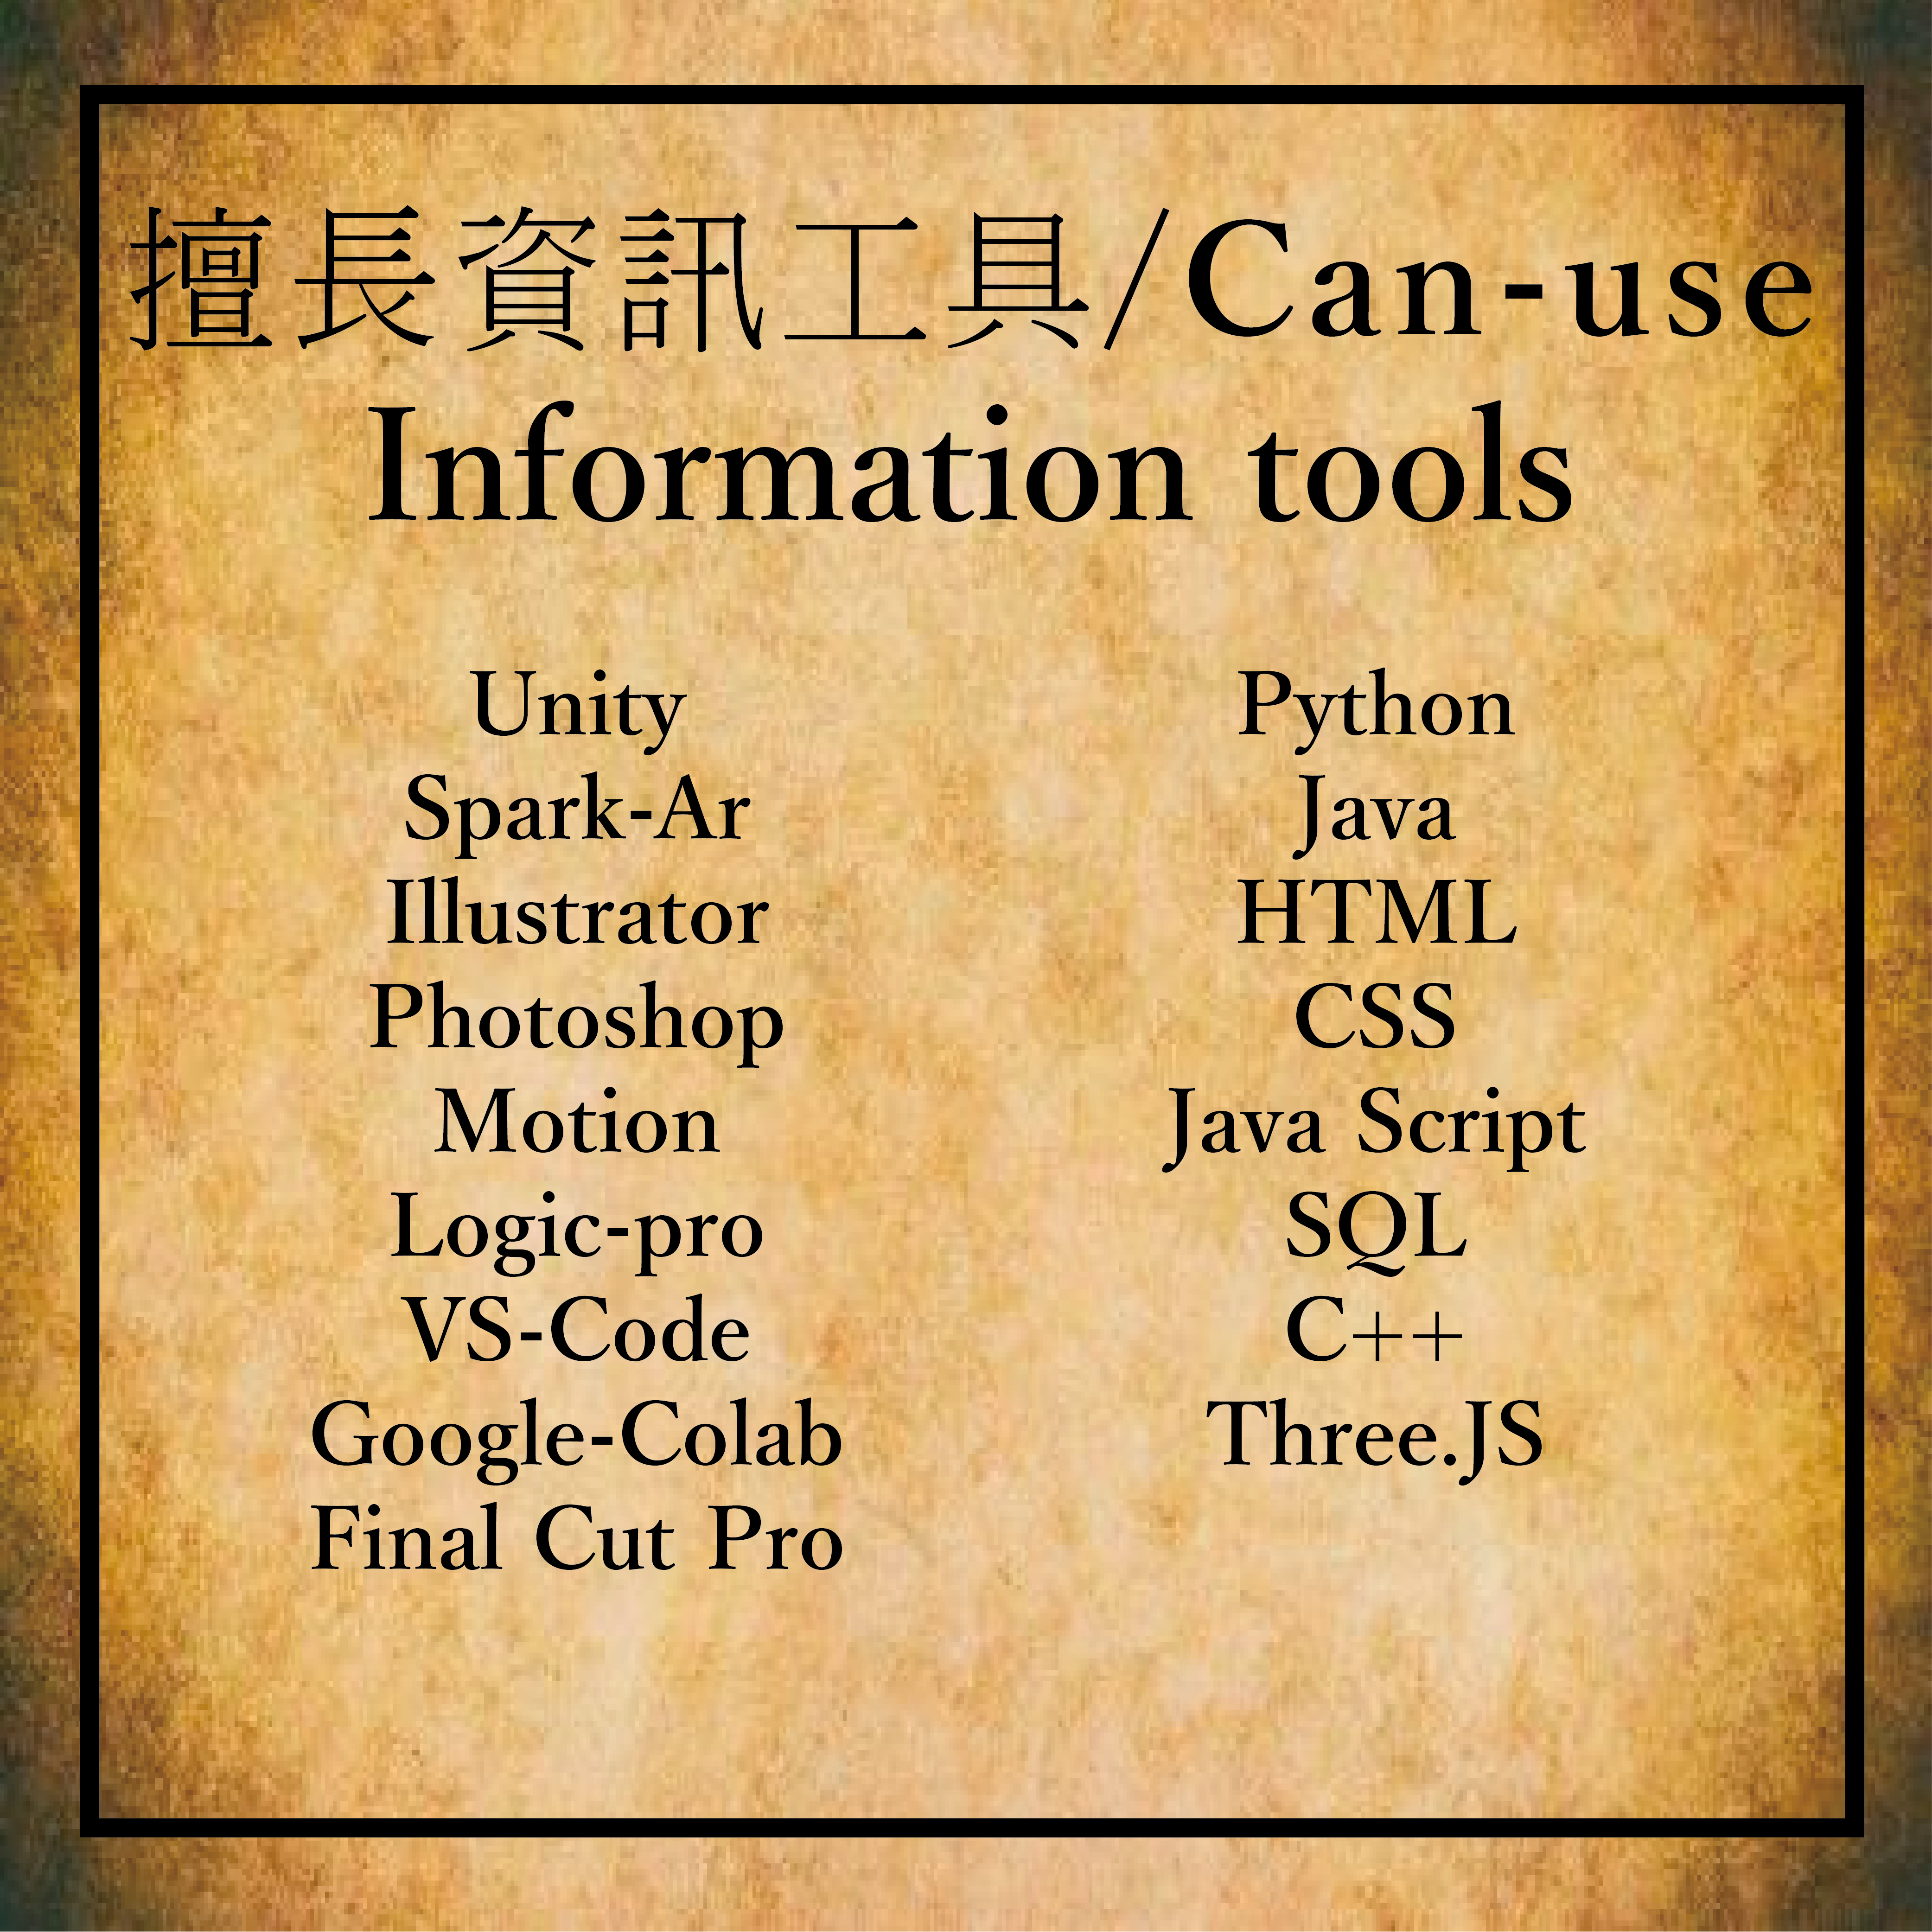 擅長資訊工具/Can-use
Information tools
Unity
Spark-Ar
Illustrator
Photoshop
Motion
Logic-pro
VS-Code
Google-Colab
Final Cut Pro
Python
Java
HTML
CSS
Java Script
SQL
C++
Three.JS